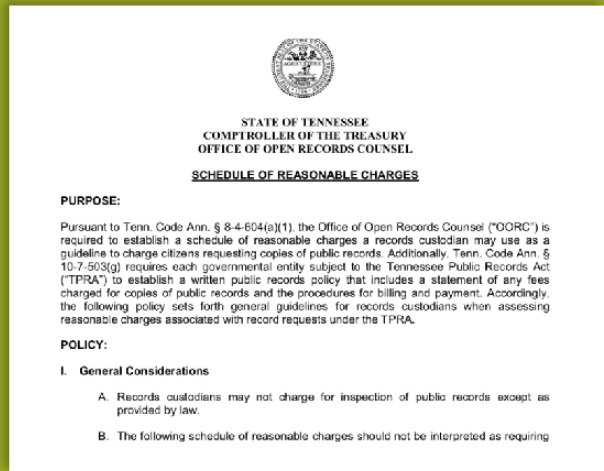 AGRICULTURE
STATE OF TENNESSEE
COMPTROLLER OF THE TREASURY
OFFICE OF OPEN RECORDS COUNSEL
SCHEDULE OF REASONABLE CHARGES
PURPOSE:
Pursuant to Tenn. Code Ann. § 8-4-604(a)(1), the Office of Open Records Counsel ("OORC") is
required to establish a schedule of reasonable charges a records custodian may use as a
guideline to charge citizens requesting copies of public records. Additionally, Tenn. Code Ann. §
10-7-503(g) requires each governmental entity subject to the Tennessee Public Records Act
("TPRA") to establish a written public records policy that includes a statement of any fees
charged for copies of public records and the procedures for billing and payment. Accordingly,
the following policy sets forth general guidelines for records custodians when assessing
reasonable charges associated with record requests under the TPRA.
POLICY:
I. General Considerations
A. Records custodians may not charge for inspection of public records except as
provided by law.
B. The following schedule of reasonable charges should not be interpreted as requiring